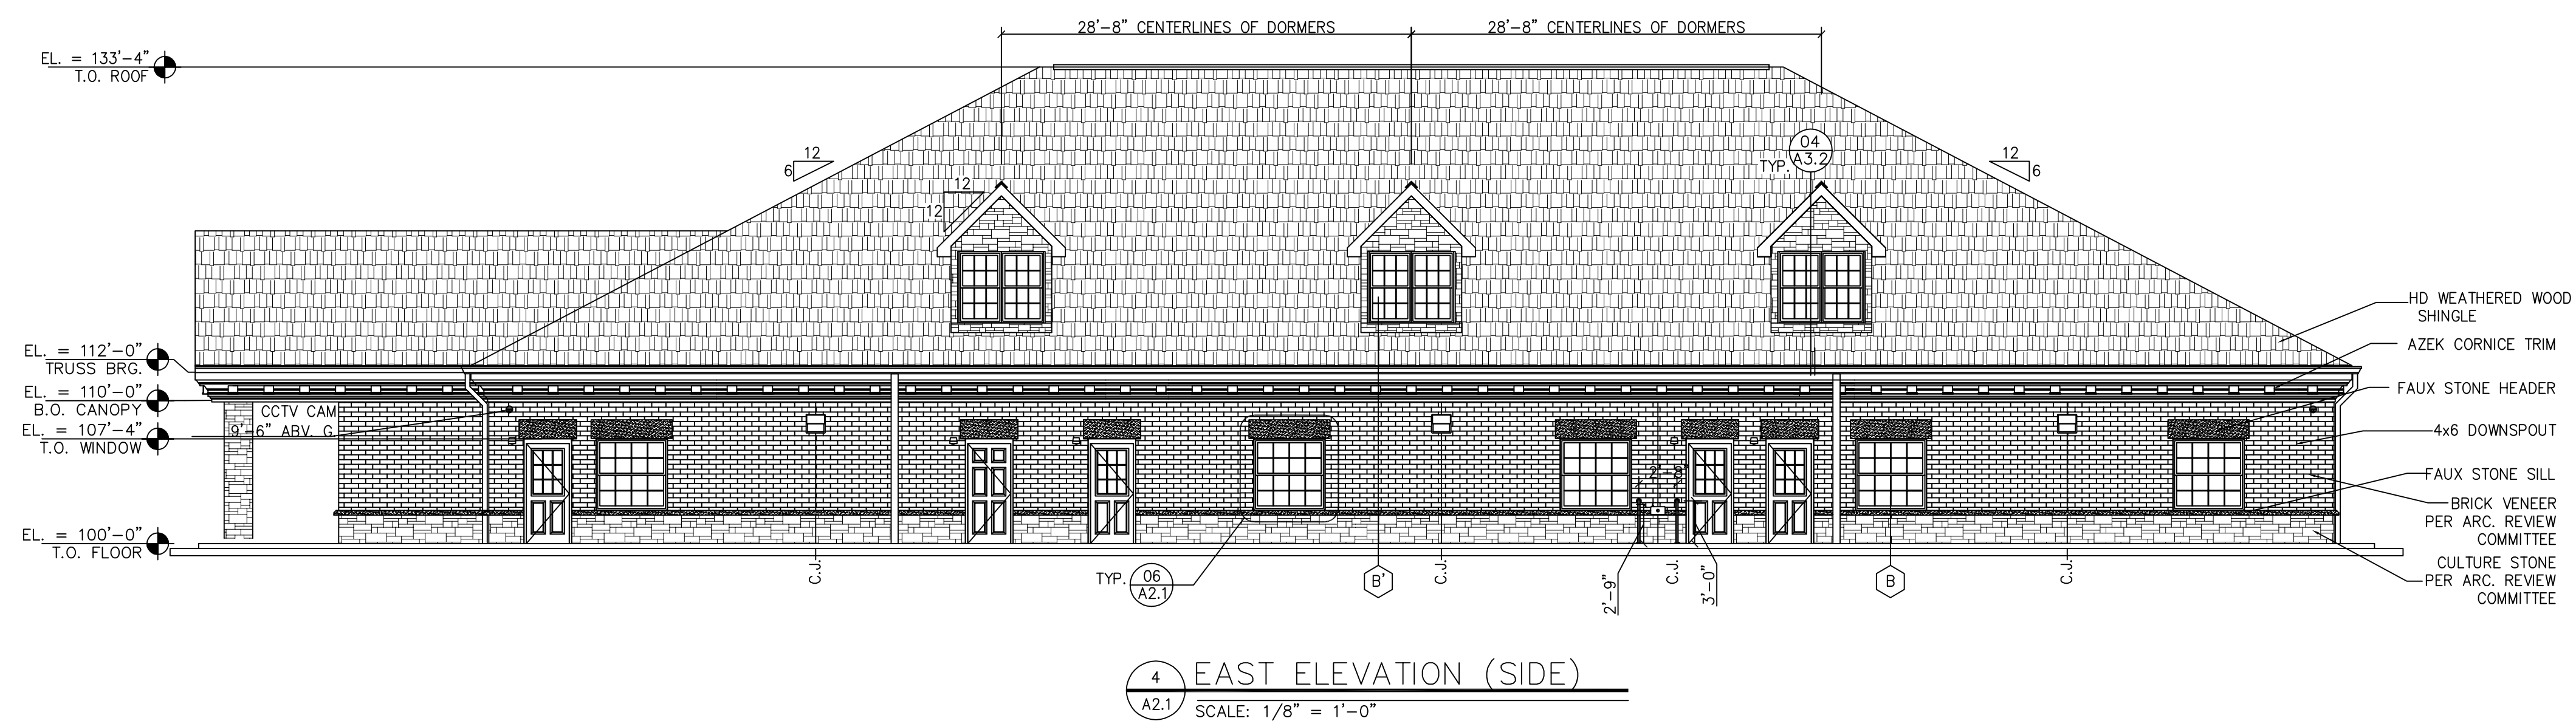 28'-8" CENTERLINES OF DORMERS
28'-8" CENTERLINES OF DORMERS
EL. = 133'-4"
T.O. ROOF
12
6
12
12
04
A3.2
TYP.
12
6
HD WEATHERED WOOD
SHINGLE
AZEK CORNICE TRIM
FAUX STONE HEADER
4x6 DOWNSPOUT
FAUX STONE SILL
BRICK VENEER
PER ARC. REVIEW
COMMITTEE
CULTURE STONE
PER ARC. REVIEW
COMMITTEE
EL. = 112'-0"
TRUSS BRG.
EL. = 110'-0"
B.O. CANOPY
EL. = 107'-4"
T.O. WINDOW
CCTV CAM
9'-6" ABV. G.
EL. = 100'-0"
T.O. FLOOR
2'-8"
C.J.
TYP.
06
A2.1
B'
C.J.
2'-9"
C.J.
3'-0"
B
C.J.
4
A2.1
EAST ELEVATION (SIDE)
SCALE: 1/8" = 1'-0"